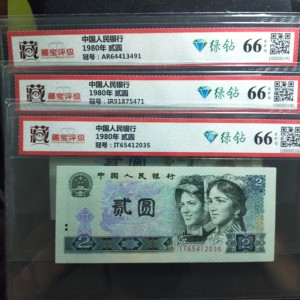 藏宝评级
中国人民银行
1980年 贰圆
冠号：AR64413491
绿钻
66
藏宝评级
中国人民银行
1980年 贰圆
冠号：IR91875471
绿钻
66
藏宝评级
中国人民银行
1980年 贰圆
冠号：IT65412035
绿钻
66
中国人民银行
贰圆
2
2
IT65412035